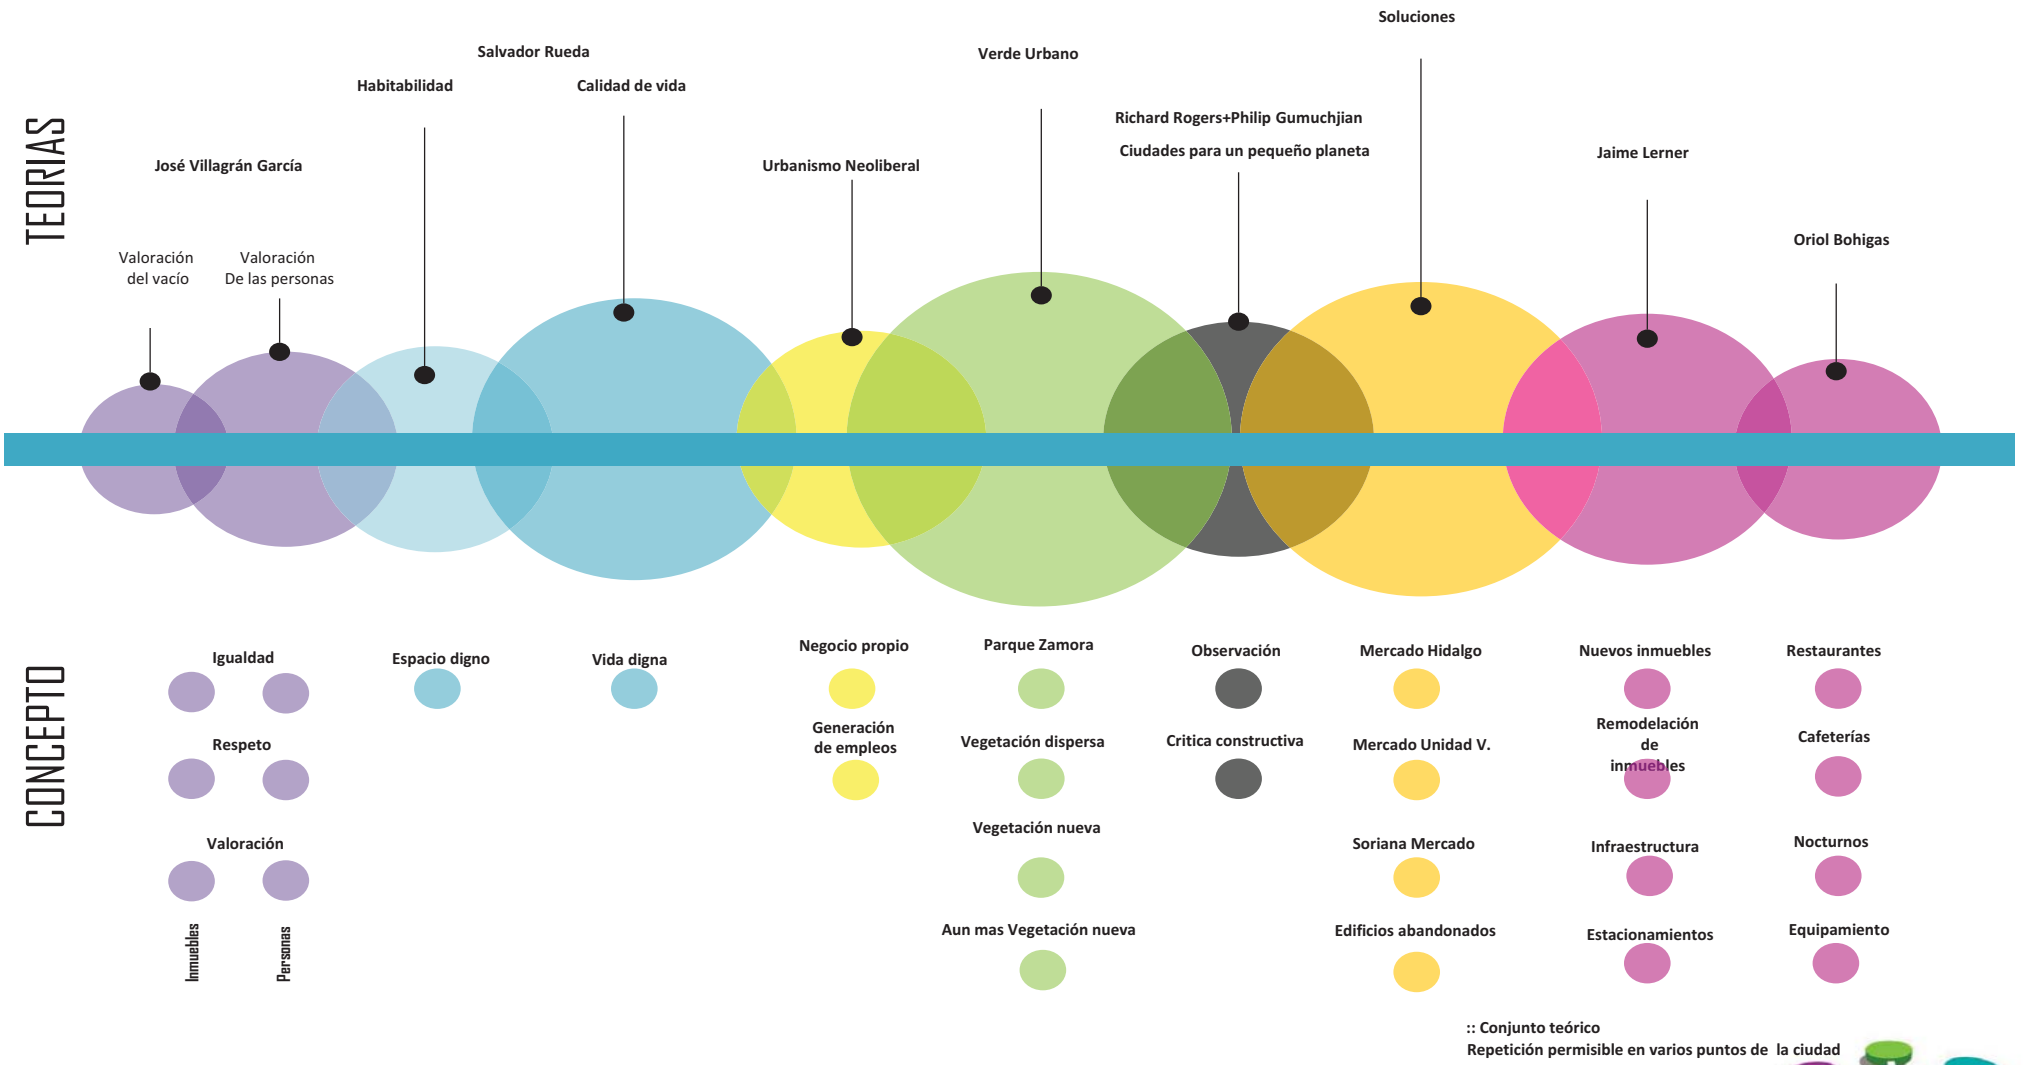 TEORIAS
José Villagrán García
Valoración
del vacío
Valoración
De las personas
Salvador Rueda
Habitabilidad
Calidad de vida
Urbanismo Neoliberal
Verde Urbano
Richard Rogers+Philip Gumuchjian
Ciudades para un pequeño planeta
Soluciones
Jaime Lerner
Oriol Bohigas
CONCEPTO
Igualdad
Respeto
Valoración
Inmuebles
Personas
Espacio digno
Vida digna
Negocio propio
Generación
de empleos
Parque Zamora
Vegetación dispersa
Vegetación nueva
Aun mas Vegetación nueva
Observación
Critica constructiva
Mercado Hidalgo
Mercado Unidad V.
Soriana Mercado
Edificios abandonados
Nuevos inmuebles
Remodelación
de
inmuebles
Infraestructura
Estacionamientos
Restaurantes
Cafeterías
Nocturnos
Equipamiento
:: Conjunto teórico
Repetición permisible en varios puntos de la ciudad